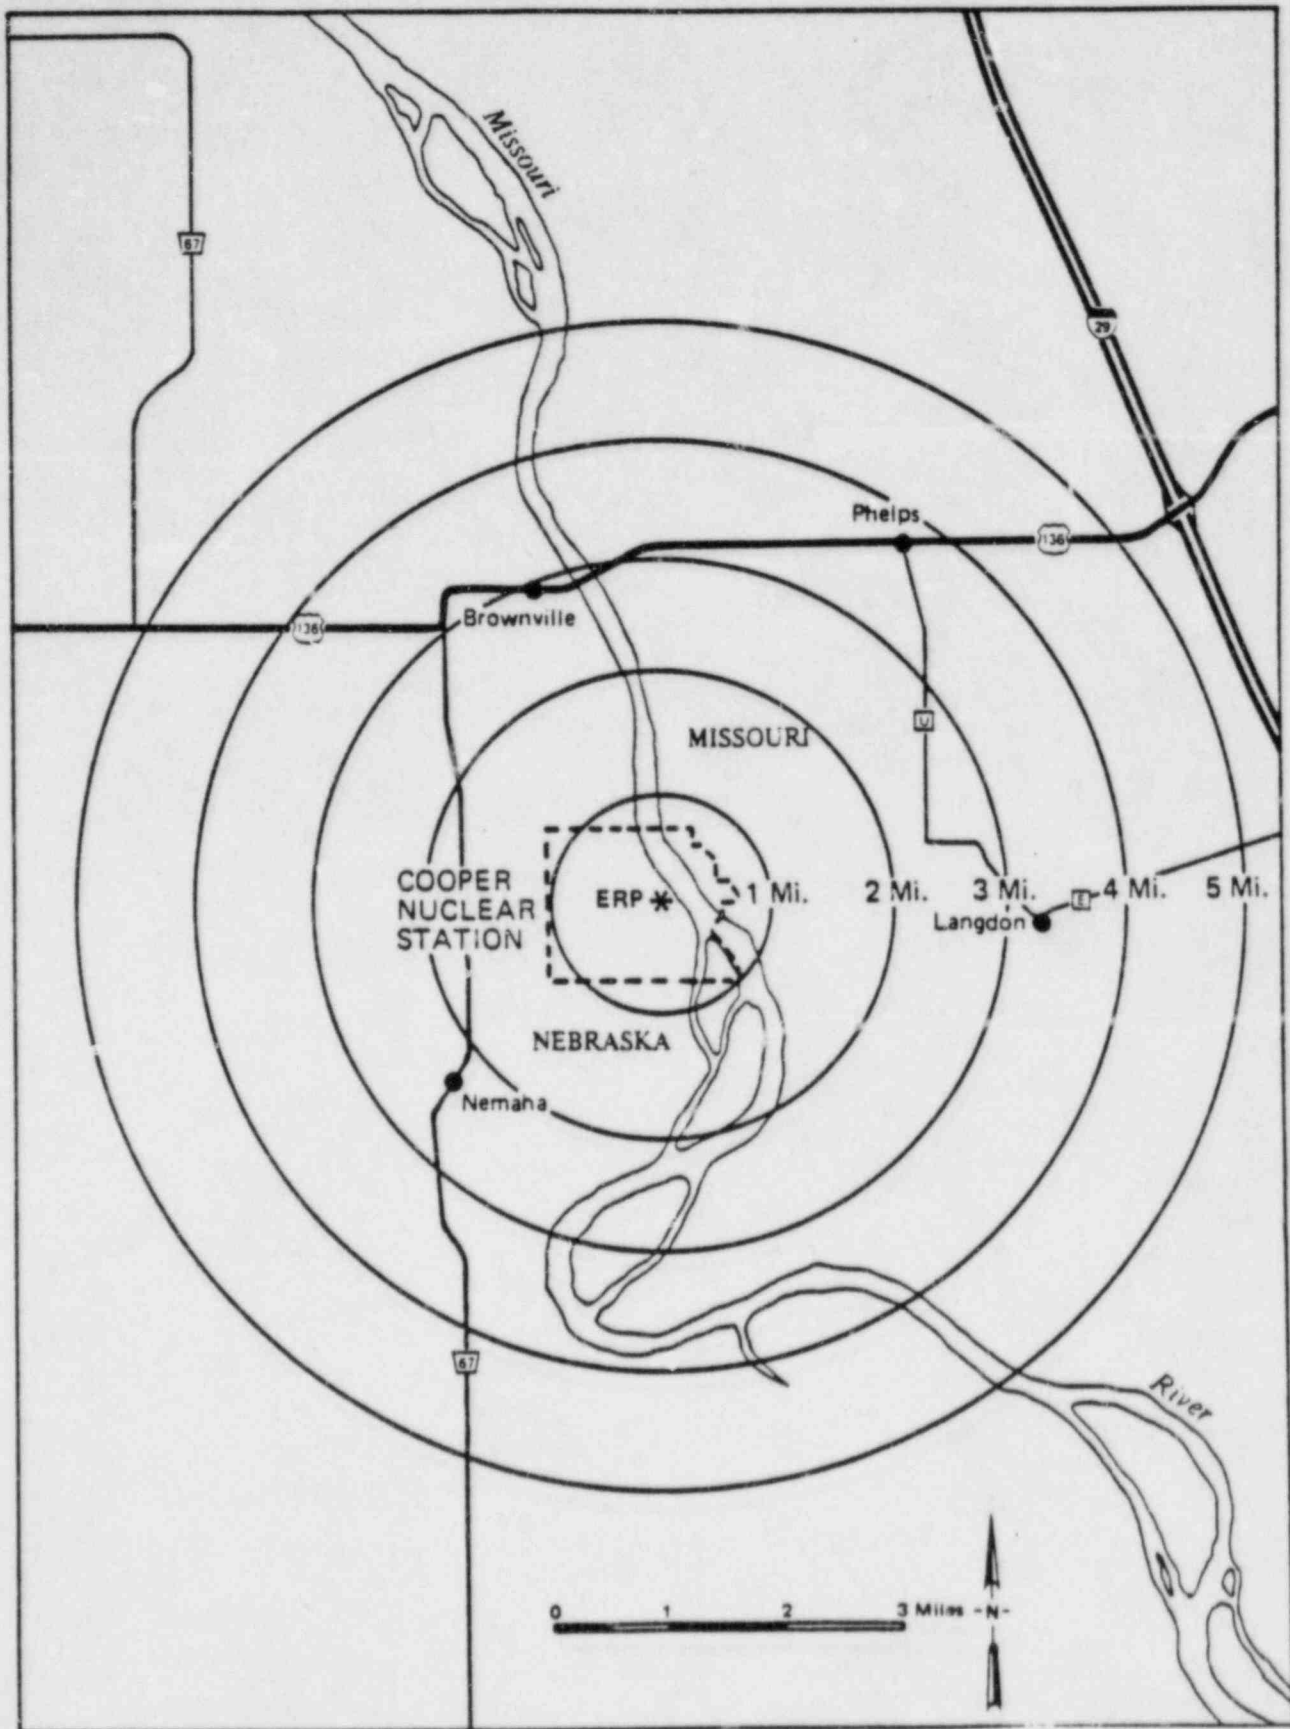 Missouri
67
29
Phelps
136
Brownville
136
MISSOURI
U
COOPER
NUCLEAR
STATION
ERP
1 Mi.
2 Mi.
3 Mi.
4 Mi.
5 Mi.
E
Langdon
NEBRASKA
Nemaha
67
River
0 1 2 3 Miles -N-